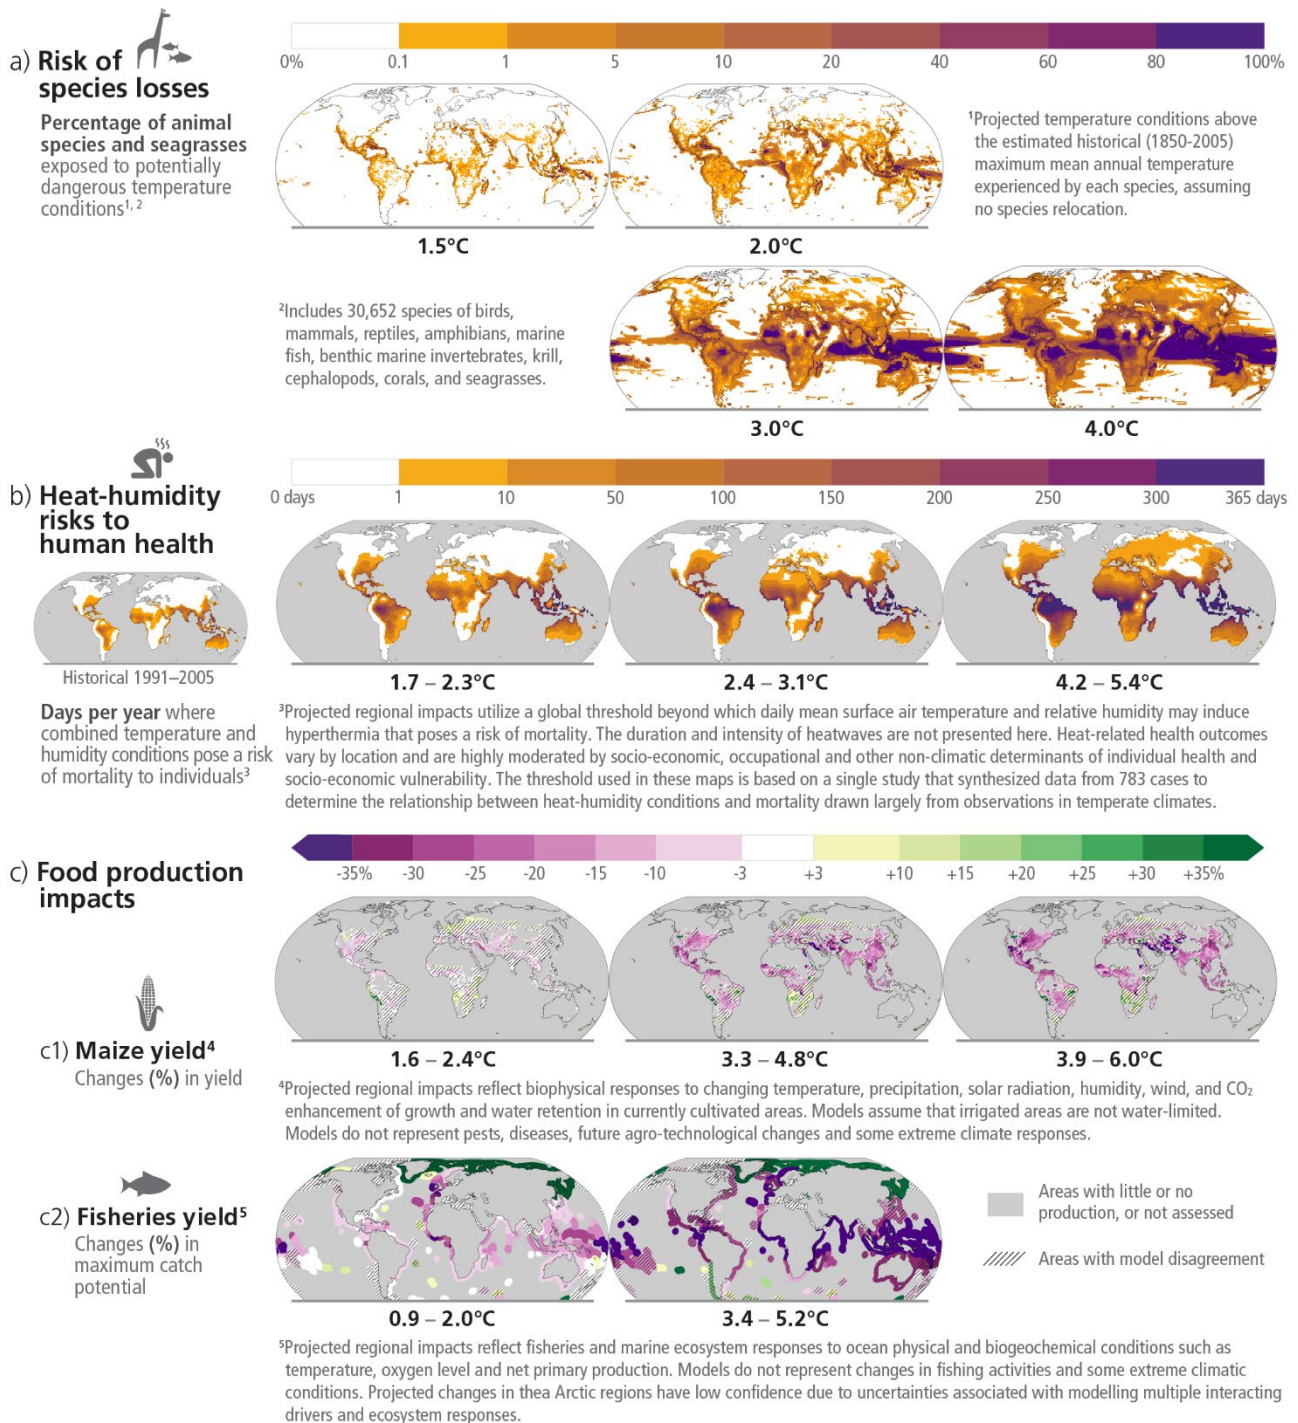 a) Risk of
species losses
Percentage of animal
species and seagrasses
exposed to potentially
dangerous temperature
conditions1, 2
0% 0.1 1 5 10 20 40 60 80 100%
1.5°C
2.0°C
1Projected temperature conditions above
the estimated historical (1850-2005)
maximum mean annual temperature
experienced by each species, assuming
no species relocation.
2Includes 30,652 species of birds,
mammals, reptiles, amphibians, marine
fish, benthic marine invertebrates, krill,
cephalopods, corals, and seagrasses.
3.0°C
4.0°C
b) Heat-humidity
risks to
human health
0 days 1 10 50 100 150 200 250 300 365 days
Historical 1991–2005
Days per year where
combined temperature and
humidity conditions pose a risk
of mortality to individuals3
1.7 – 2.3°C
2.4 – 3.1°C
4.2 – 5.4°C
3Projected regional impacts utilize a global threshold beyond which daily mean surface air temperature and relative humidity may induce
hyperthermia that poses a risk of mortality. The duration and intensity of heatwaves are not presented here. Heat-related health outcomes
vary by location and are highly moderated by socio-economic, occupational and other non-climatic determinants of individual health and
socio-economic vulnerability. The threshold used in these maps is based on a single study that synthesized data from 783 cases to
determine the relationship between heat-humidity conditions and mortality drawn largely from observations in temperate climates.
c) Food production
impacts
-35% -30 -25 -20 -15 -10 -3 +3 +10 +15 +20 +25 +30 +35%
c1) Maize yield4
Changes (%) in yield
1.6 – 2.4°C
3.3 – 4.8°C
3.9 – 6.0°C
4Projected regional impacts reflect biophysical responses to changing temperature, precipitation, solar radiation, humidity, wind, and CO2
enhancement of growth and water retention in currently cultivated areas. Models assume that irrigated areas are not water-limited.
Models do not represent pests, diseases, future agro-technological changes and some extreme climate responses.
c2) Fisheries yield5
Changes (%) in
maximum catch
potential
0.9 – 2.0°C
3.4 – 5.2°C
Areas with little or no
production, or not assessed
Areas with model disagreement
5Projected regional impacts reflect fisheries and marine ecosystem responses to ocean physical and biogeochemical conditions such as
temperature, oxygen level and net primary production. Models do not represent changes in fishing activities and some extreme climatic
conditions. Projected changes in thea Arctic regions have low confidence due to uncertainties associated with modelling multiple interacting
drivers and ecosystem responses.